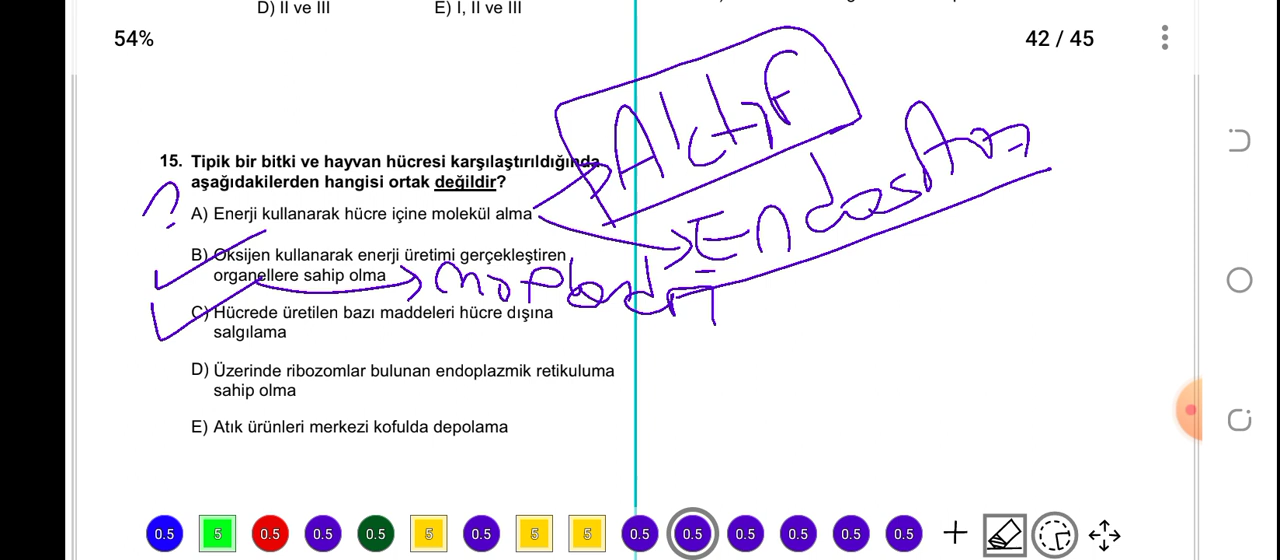 D) II ve III
E) I, II ve III
54%
42 / 45
AktıF
15. Tipik bir bitki ve hayvan hücresi karşılaştırıldığında
aşağıdakilerden hangisi ortak değildir?
?
A) Enerji kullanarak hücre içine molekül alma
B) Oksijen kullanarak enerji üretimi gerçekleştiren
organellere sahip olma
C) Hücrede üretilen bazı maddeleri hücre dışına
salgılama
D) Üzerinde ribozomlar bulunan endoplazmik retikuluma
sahip olma
E) Atık ürünleri merkezi kofulda depolama
0.5 5 0.5 0.5 0.5 5 0.5 5 5 0.5 0.5 0.5 0.5 0.5 0.5